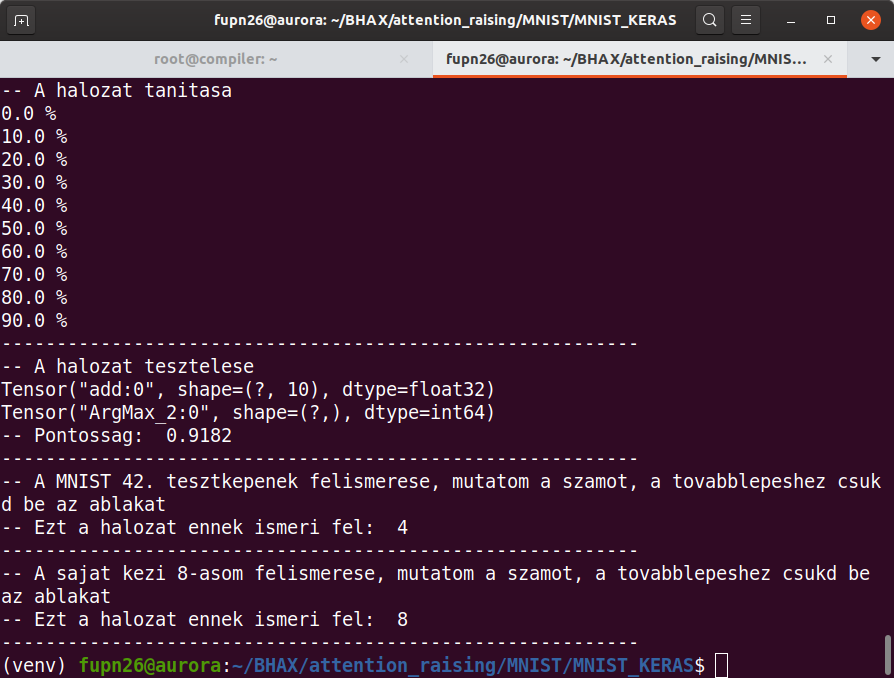 fupn26@aurora: ~/BHAX/attention_raising/MNIST/MNIST_KERAS
root@compiler: ~
fupn26@aurora: ~/BHAX/attention_raising/MNIS...
-- A halozat tanitasa
0.0 %
10.0 %
20.0 %
30.0 %
40.0 %
50.0 %
60.0 %
70.0 %
80.0 %
90.0 %
----------------------------------------------------------
-- A halozat tesztelese
Tensor("add:0", shape=(?, 10), dtype=float32)
Tensor("ArgMax_2:0", shape=(?,), dtype=int64)
-- Pontossag:  0.9182
----------------------------------------------------------
-- A MNIST 42. tesztkepenek felismerese, mutatom a szamot, a tovabblepeshez csuk
d be az ablakat
-- Ezt a halozat ennek ismeri fel:  4
----------------------------------------------------------
-- A sajat kezi 8-asom felismerese, mutatom a szamot, a tovabblepeshez csukd be
az ablakat
-- Ezt a halozat ennek ismeri fel:  8
----------------------------------------------------------
(venv) fupn26@aurora:~/BHAX/attention_raising/MNIST/MNIST_KERAS$